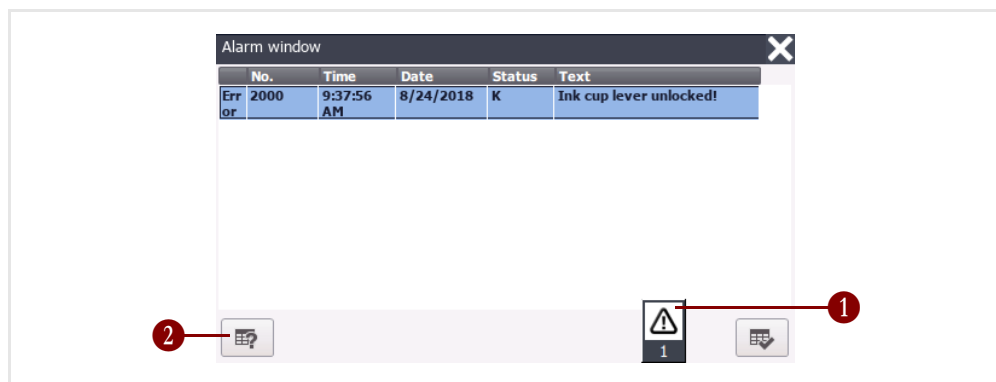 Alarm window
No. Time Date Status Text
Err 2000 9:37:56 8/24/2018 K Ink cup lever unlocked!
or AM
1
2
1